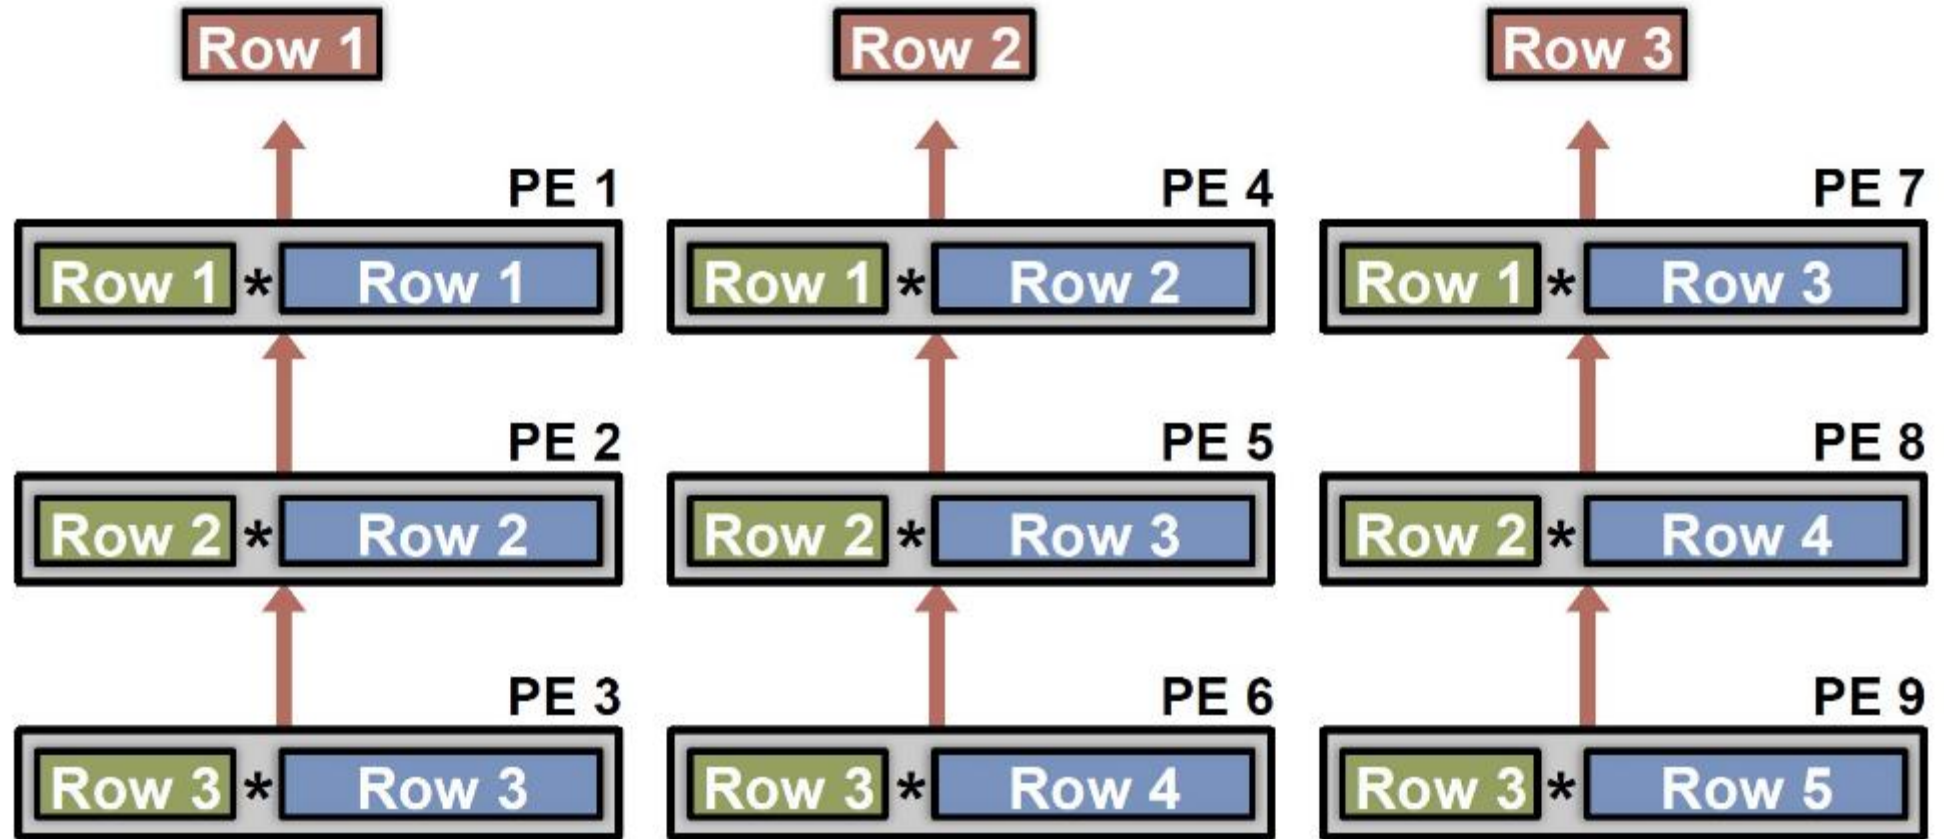 Row 1 Row 2 Row 3
PE 1 PE 4 PE 7
Row 1 * Row 1 Row 1 * Row 2 Row 1 * Row 3
PE 2 PE 5 PE 8
Row 2 * Row 2 Row 2 * Row 3 Row 2 * Row 4
PE 3 PE 6 PE 9
Row 3 * Row 3 Row 3 * Row 4 Row 3 * Row 5